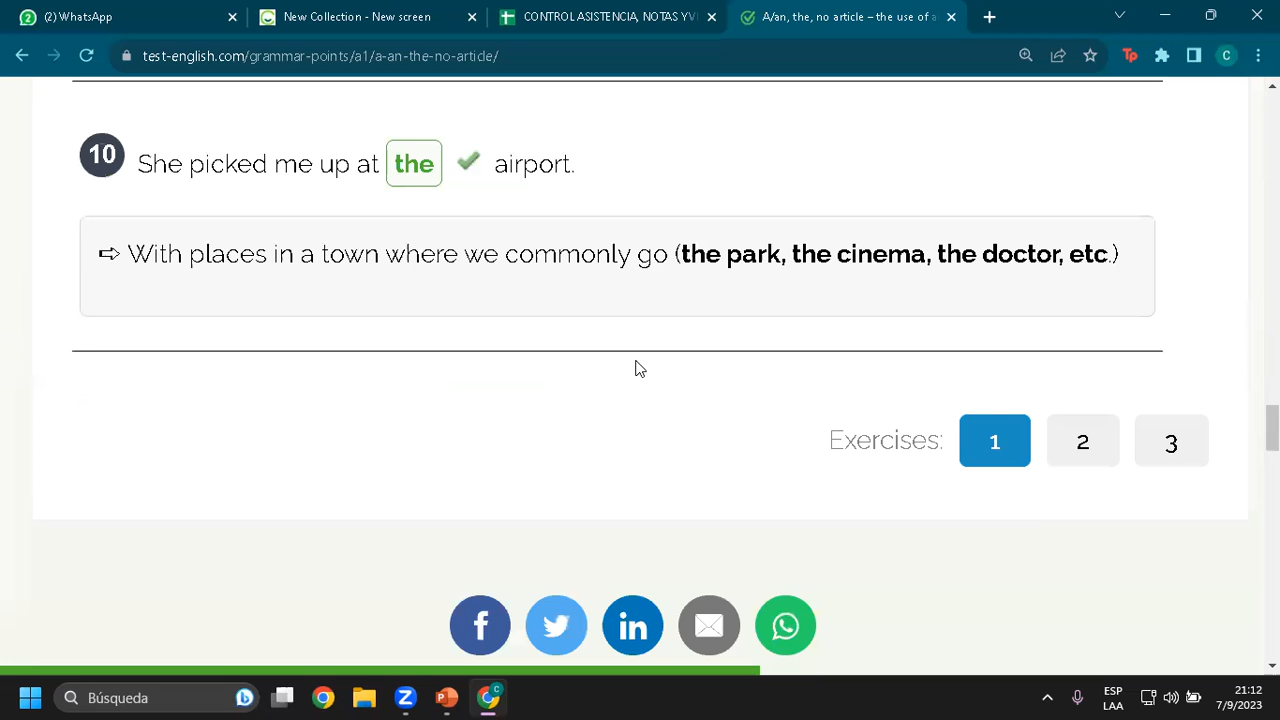 (2) WhatsApp
New Collection - New screen
CONTROL ASISTENCIA, NOTAS YVI
A/an, the, no article – the use of a
test-english.com/grammar-points/a1/a-an-the-no-article/
10 She picked me up at the airport.
⇨ With places in a town where we commonly go (the park, the cinema, the doctor, etc.)
Exercises: 1 2 3
Búsqueda
ESP
LAA
21:12
7/9/2023